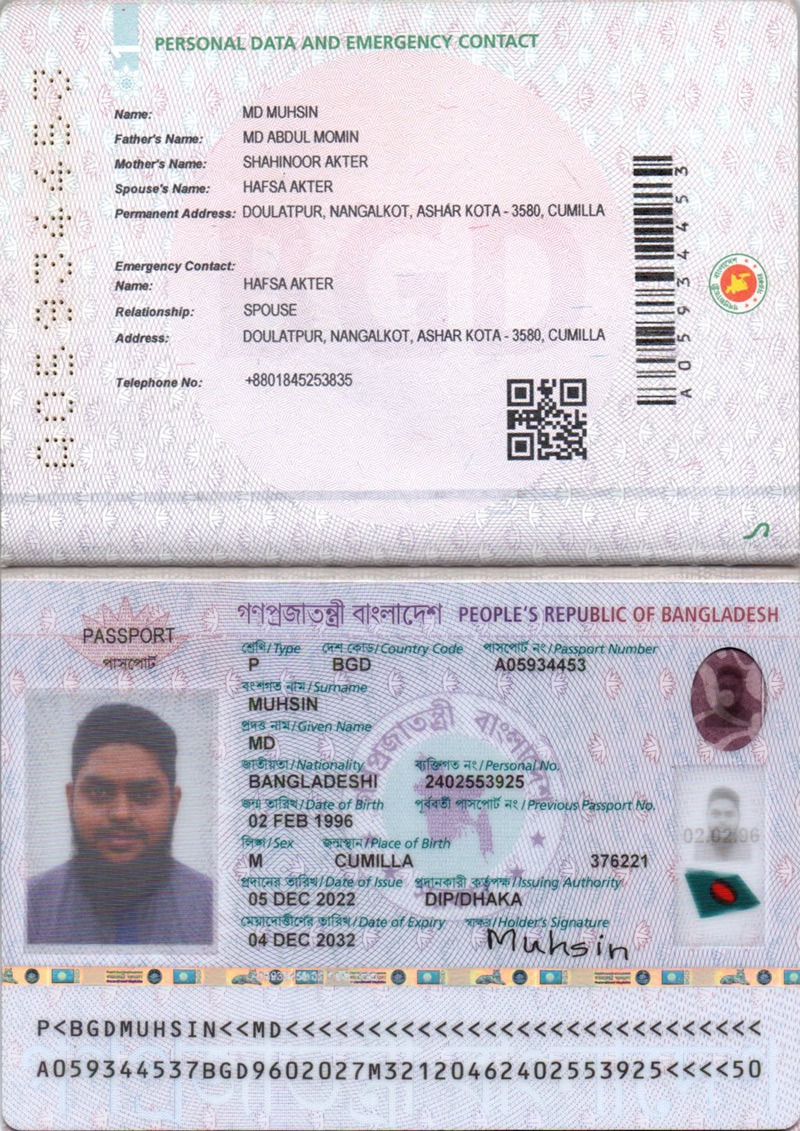 PERSONAL DATA AND EMERGENCY CONTACT
Name: MD MUHSIN
Father's Name: MD ABDUL MOMIN
Mother's Name: SHAHINOOR AKTER
Spouse's Name: HAFSA AKTER
Permanent Address: DOULATPUR, NANGALKOT, ASHAR KOTA - 3580, CUMILLA
Emergency Contact:
Name: HAFSA AKTER
Relationship: SPOUSE
Address: DOULATPUR, NANGALKOT, ASHAR KOTA - 3580, CUMILLA
Telephone No: +8801845253835
A05934453
A05934453
গণপ্রজাতন্ত্রী বাংলাদেশ PEOPLE'S REPUBLIC OF BANGLADESH
PASSPORT
পাসপোর্ট
শ্রেণি/Type দেশ কোড/Country Code পাসপোর্ট নং/Passport Number
P BGD A05934453
বংশগত নাম/Surname
MUHSIN
প্রদত্ত নাম/Given Name
MD
জাতীয়তা/Nationality ব্যক্তিগত নং/Personal No.
BANGLADESHI 2402553925
জন্ম তারিখ/Date of Birth পূর্ববর্তী পাসপোর্ট নং/Previous Passport No.
02 FEB 1996
লিঙ্গ/Sex জন্মস্থান/Place of Birth
M CUMILLA 376221
প্রদানের তারিখ/Date of Issue প্রদানকারী কর্তৃপক্ষ/Issuing Authority
05 DEC 2022 DIP/DHAKA
মেয়াদোত্তীর্ণের তারিখ/Date of Expiry স্বাক্ষর/Holder's Signature
04 DEC 2032 Muhsin
02.02.96
P<BGDMUHSIN<<MD<<<<<<<<<<<<<<<<<<<<<<<<<<<<<
A059344537BGD9602027M32120462402553925<<<<50